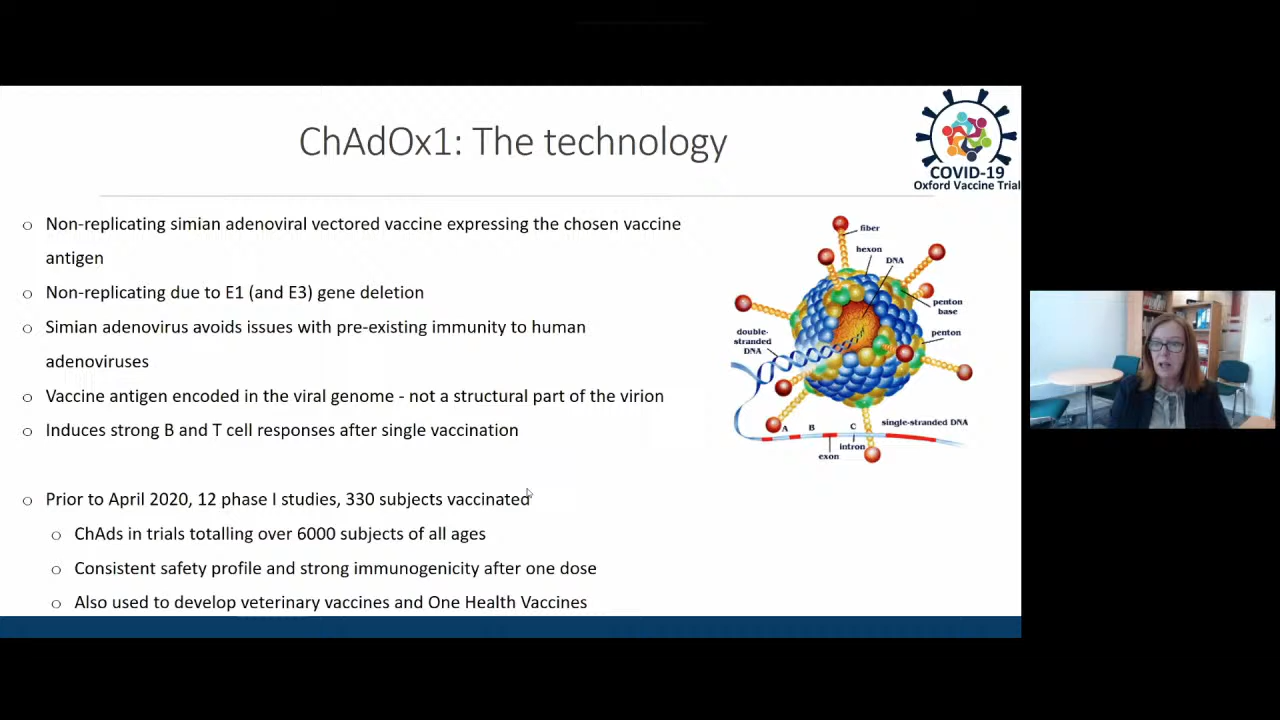 ChAdOx1: The technology
COVID-19
Oxford Vaccine Trial
o Non-replicating simian adenoviral vectored vaccine expressing the chosen vaccine
antigen
o Non-replicating due to E1 (and E3) gene deletion
o Simian adenovirus avoids issues with pre-existing immunity to human
adenoviruses
o Vaccine antigen encoded in the viral genome - not a structural part of the virion
o Induces strong B and T cell responses after single vaccination
o Prior to April 2020, 12 phase I studies, 330 subjects vaccinated
o ChAds in trials totalling over 6000 subjects of all ages
o Consistent safety profile and strong immunogenicity after one dose
o Also used to develop veterinary vaccines and One Health Vaccines
fiber
hexon
DNA
penton
base
penton
double-
stranded
DNA
single-stranded DNA
A B C
intron
exon